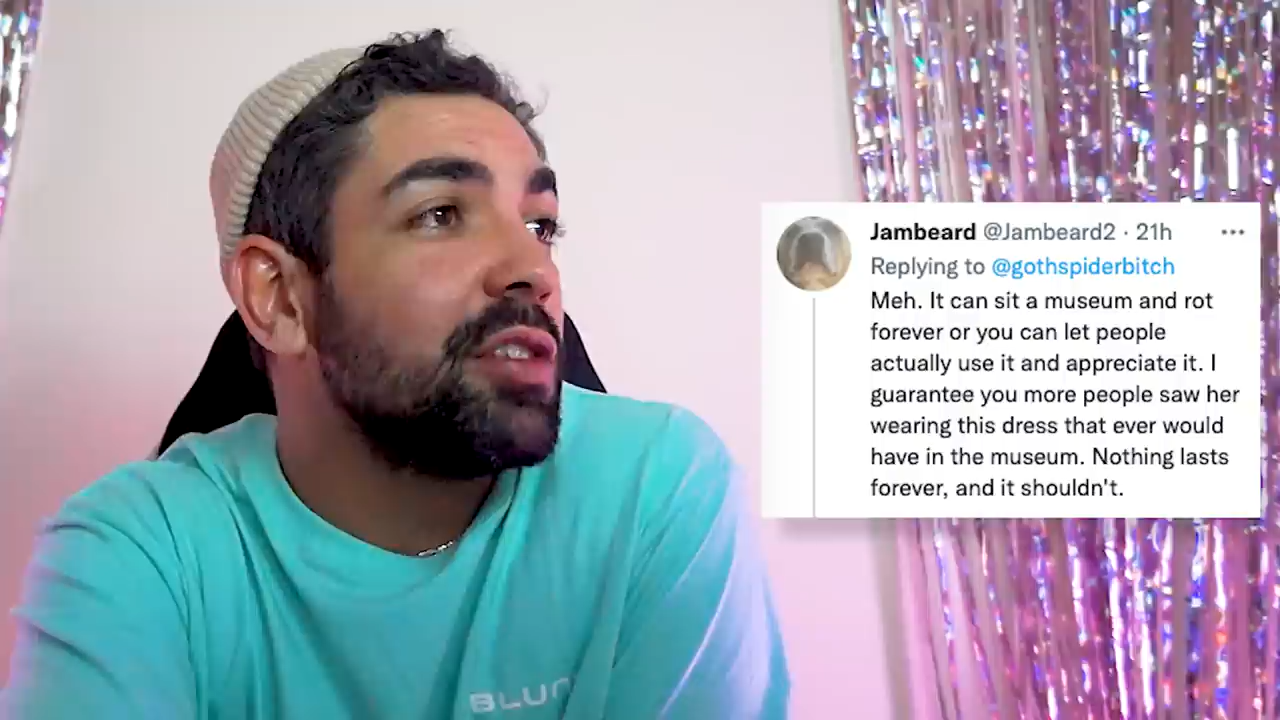 Jambeard @Jambeard2 · 21h
Replying to @gothspiderbitch
Meh. It can sit a museum and rot
forever or you can let people
actually use it and appreciate it. I
guarantee you more people saw her
wearing this dress that ever would
have in the museum. Nothing lasts
forever, and it shouldn't.